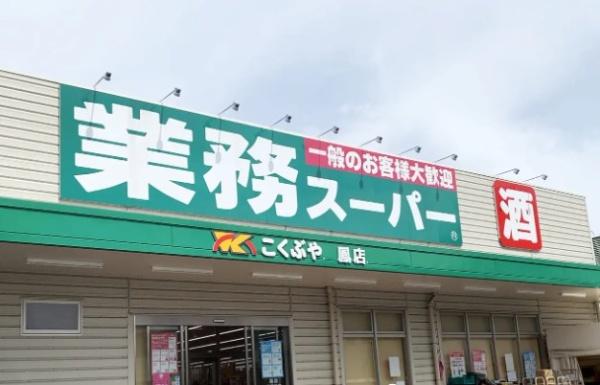 業務スーパー®
一般のお客様大歓迎
酒
こくぶや 鳳店